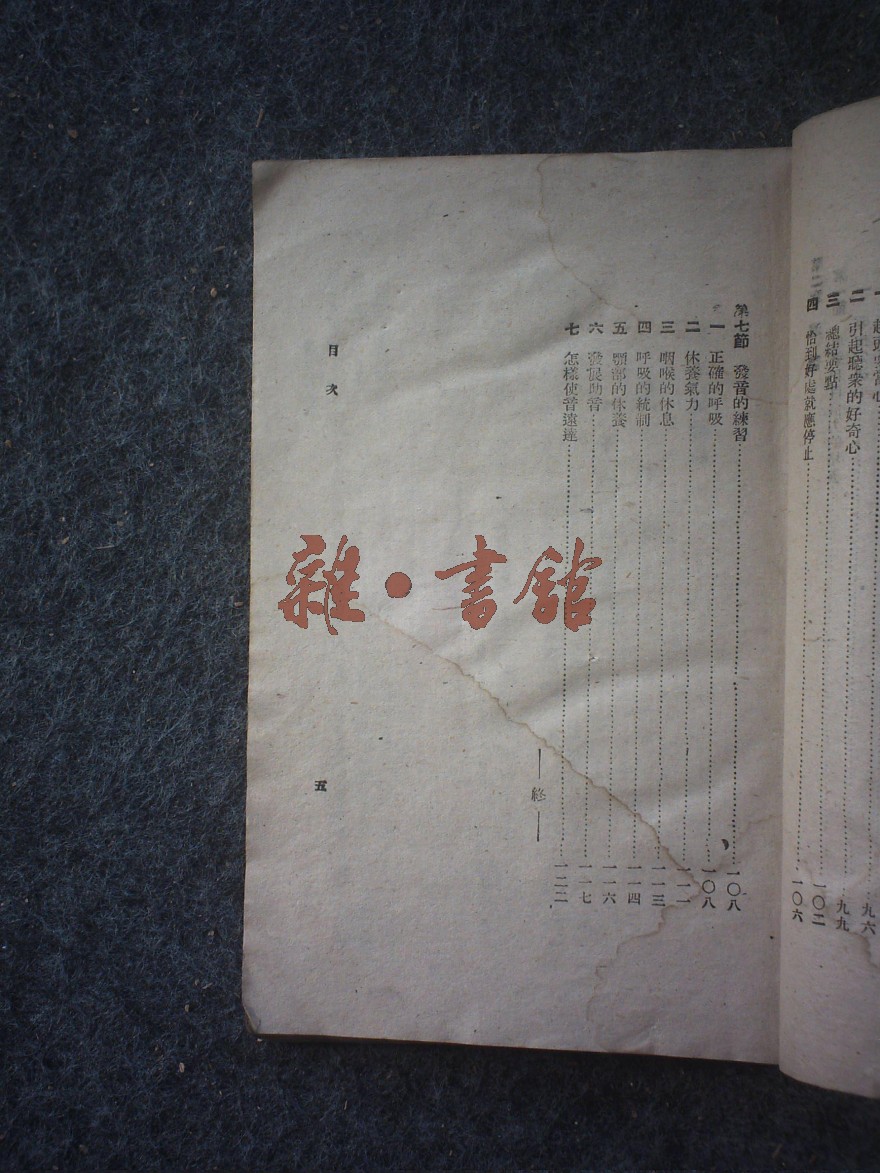 二 引起聽衆的好奇心……九九
三 總結要點……一〇二
四 恰到好處就應停止……一〇六
第七節 發音的練習……一〇八
一 正確的呼吸……一〇八
二 休養氣力……一一一
三 咽喉的休息……一一三
四 呼吸的統制……一一四
五 顎部的休養……一一六
六 發展助音……一一七
七 怎樣使音遠達……一二二
——終——
目次
五
雜·書館